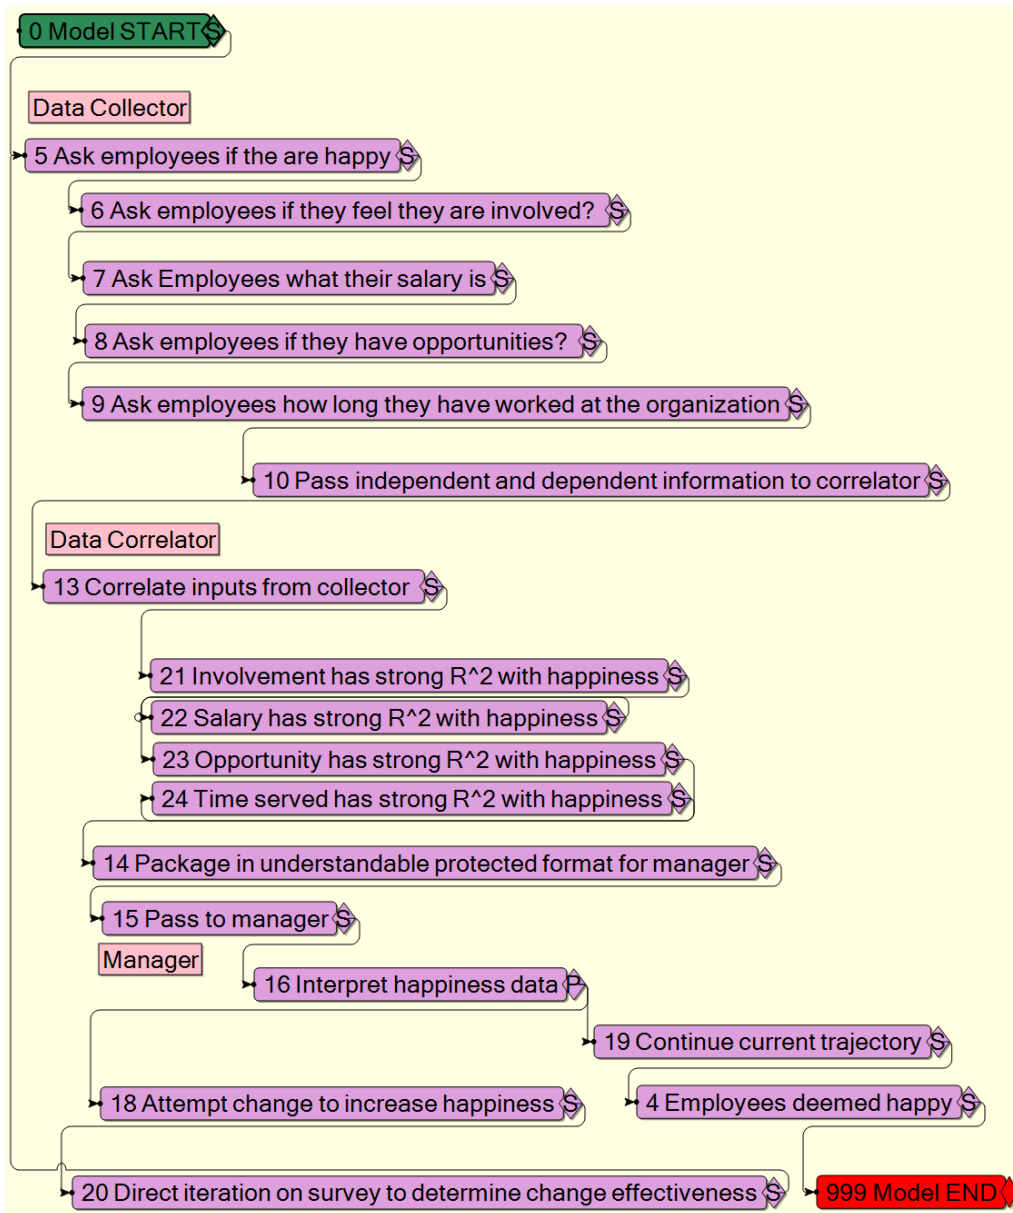 0 Model START S
Data Collector
5 Ask employees if the are happy S
6 Ask employees if they feel they are involved? S
7 Ask Employees what their salary is S
8 Ask employees if they have opportunities? S
9 Ask employees how long they have worked at the organization S
10 Pass independent and dependent information to correlator S
Data Correlator
13 Correlate inputs from collector S
21 Involvement has strong R^2 with happiness S
22 Salary has strong R^2 with happiness S
23 Opportunity has strong R^2 with happiness S
24 Time served has strong R^2 with happiness S
14 Package in understandable protected format for manager S
15 Pass to manager S
Manager
16 Interpret happiness data P
19 Continue current trajectory S
18 Attempt change to increase happiness S
4 Employees deemed happy S
20 Direct iteration on survey to determine change effectiveness S
999 Model END